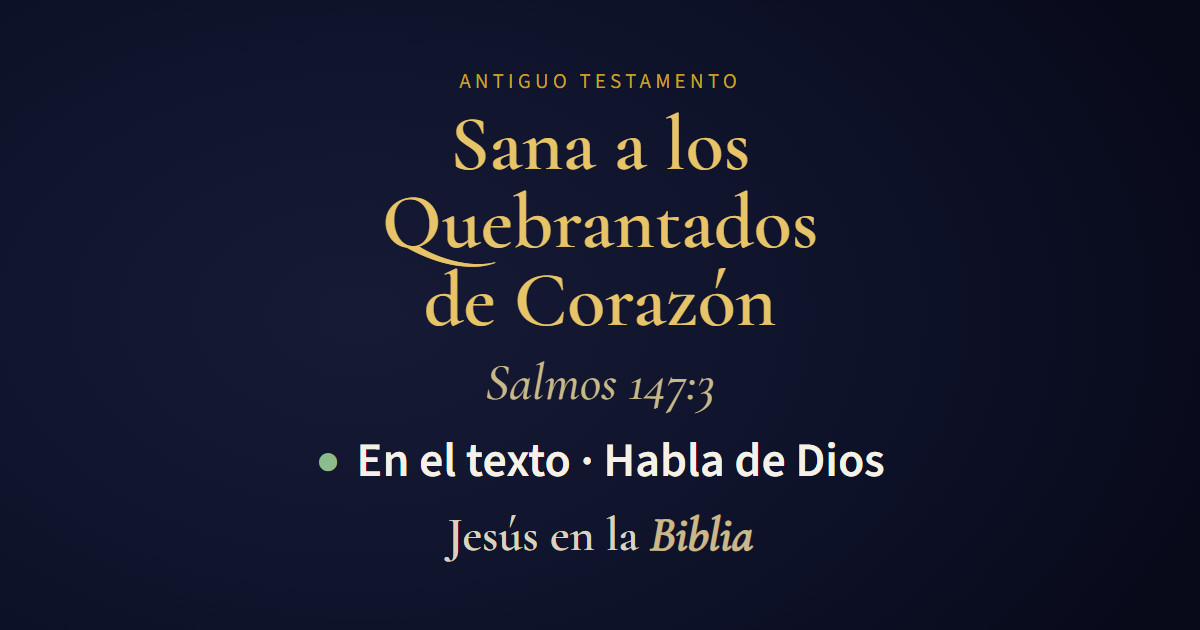 ANTIGUO TESTAMENTO
Sana a los
Quebrantados
de Corazón
Salmos 147:3
En el texto · Habla de Dios
Jesús en la Biblia